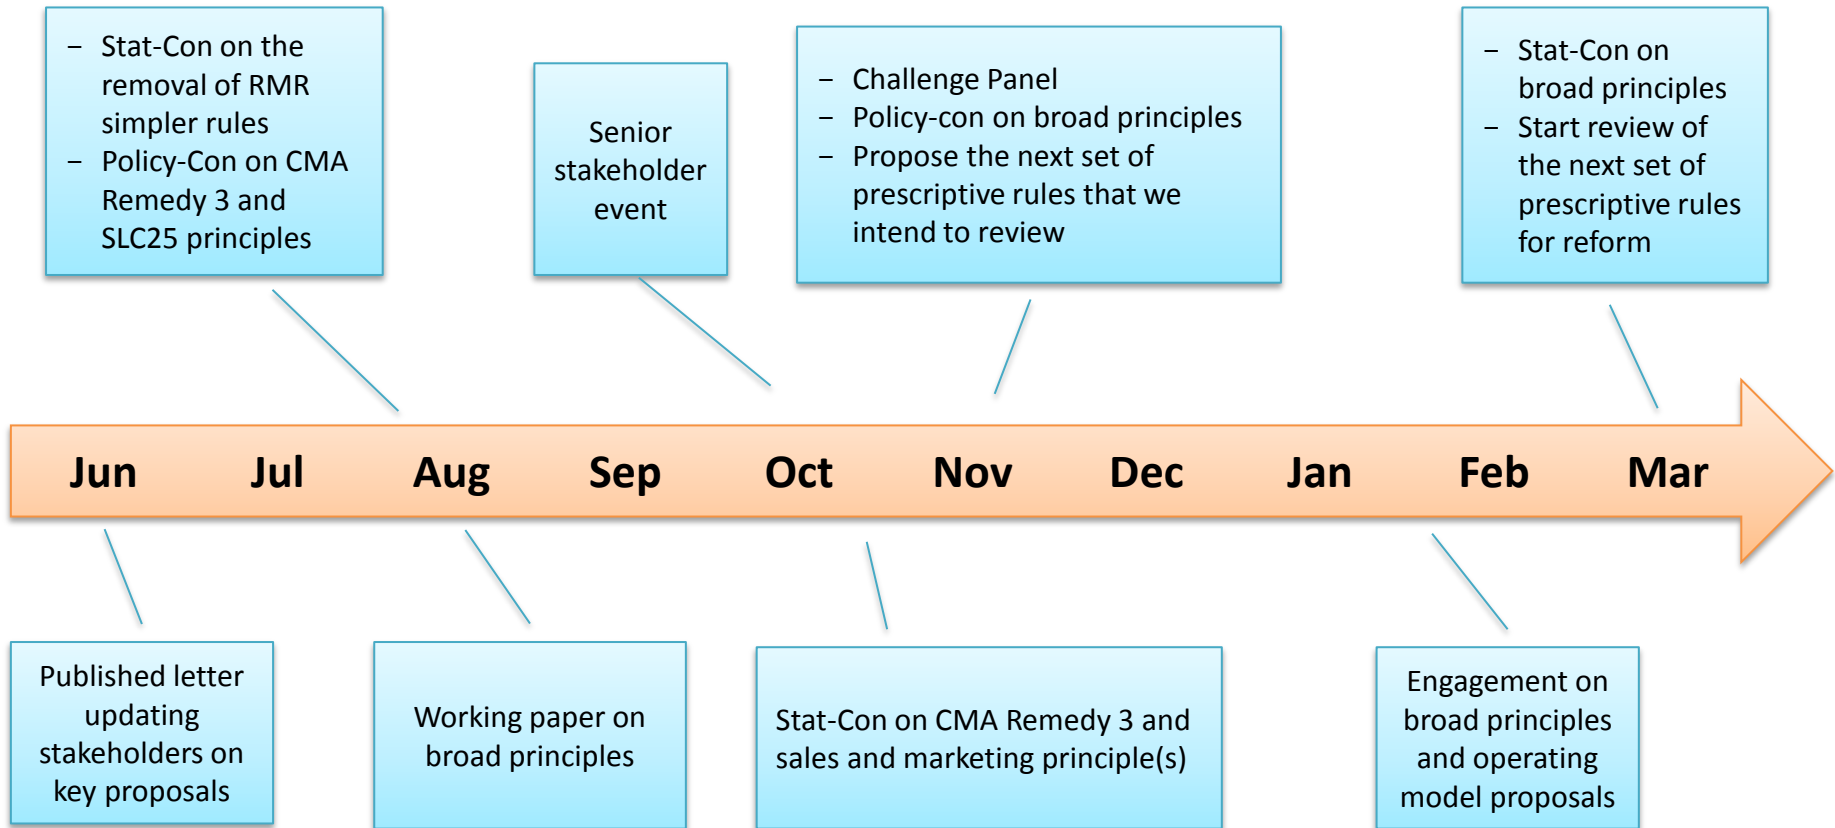 – Stat-Con on the
removal of RMR
simpler rules
– Policy-Con on CMA
Remedy 3 and
SLC25 principles
Senior
stakeholder
event
– Challenge Panel
– Policy-con on broad principles
– Propose the next set of
prescriptive rules that we
intend to review
– Stat-Con on
broad principles
– Start review of
the next set of
prescriptive rules
for reform
Jun Jul Aug Sep Oct Nov Dec Jan Feb Mar
Published letter
updating
stakeholders on
key proposals
Working paper on
broad principles
Stat-Con on CMA Remedy 3 and
sales and marketing principle(s)
Engagement on
broad principles
and operating
model proposals